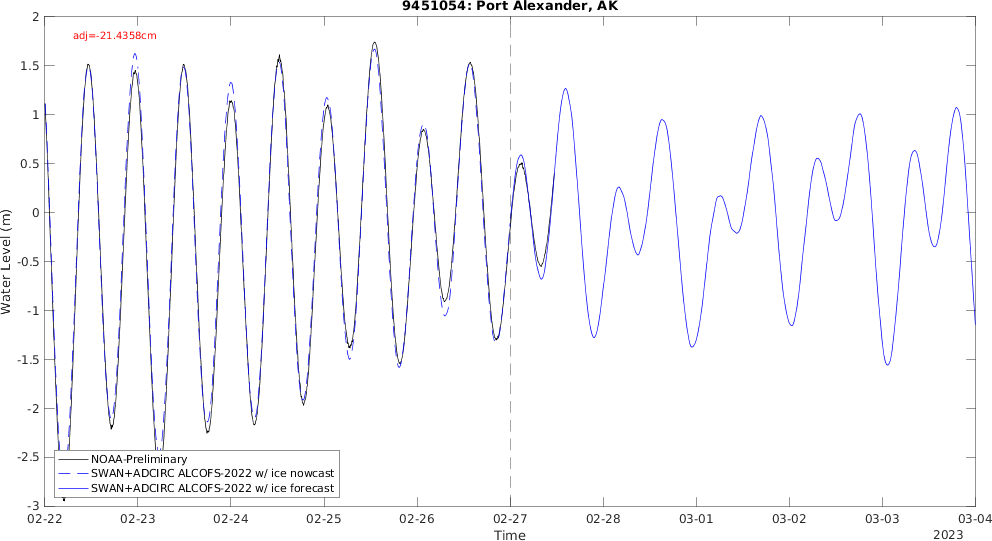 9451054: Port Alexander, AK
adj=-21.4358cm
2
1.5
1
0.5
0
-0.5
-1
-1.5
-2
-2.5
-3
Water Level (m)
NOAA-Preliminary
SWAN+ADCIRC ALCOFS-2022 w/ ice nowcast
SWAN+ADCIRC ALCOFS-2022 w/ ice forecast
02-22 02-23 02-24 02-25 02-26 02-27 02-28 03-01 03-02 03-03 03-04
Time
2023